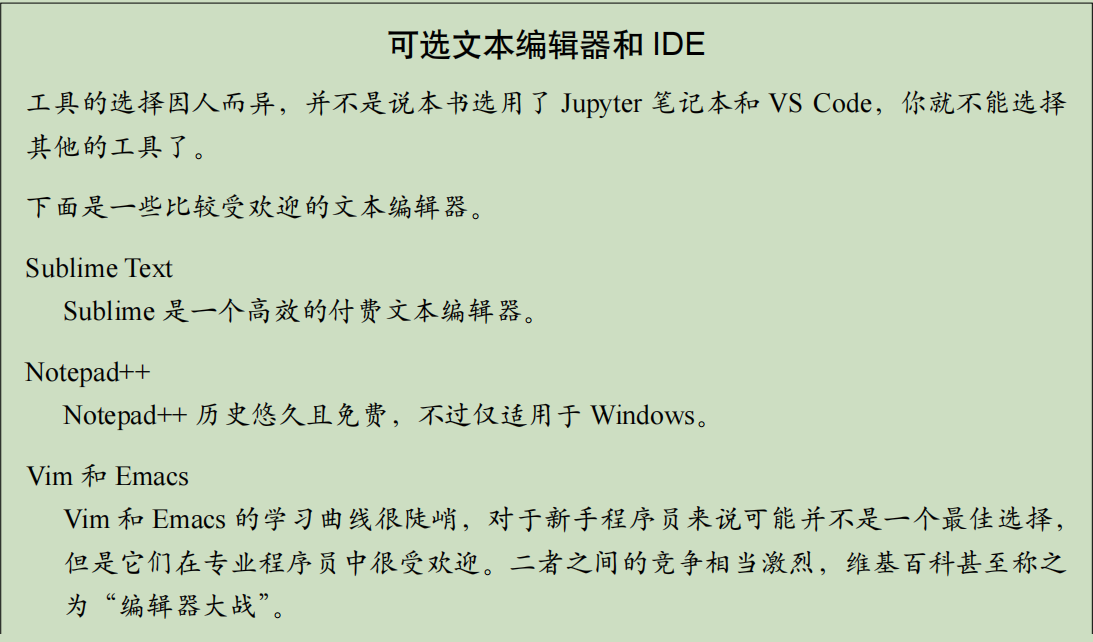 可选文本编辑器和 IDE
工具的选择因人而异，并不是说本书选用了 Jupyter 笔记本和 VS Code，你就不能选择
其他的工具了。
下面是一些比较受欢迎的文本编辑器。
Sublime Text
Sublime 是一个高效的付费文本编辑器。
Notepad++
Notepad++ 历史悠久且免费，不过仅适用于 Windows。
Vim 和 Emacs
Vim 和 Emacs 的学习曲线很陡峭，对于新手程序员来说可能并不是一个最佳选择，
但是它们在专业程序员中很受欢迎。二者之间的竞争相当激烈，维基百科甚至称之
为“编辑器大战”。